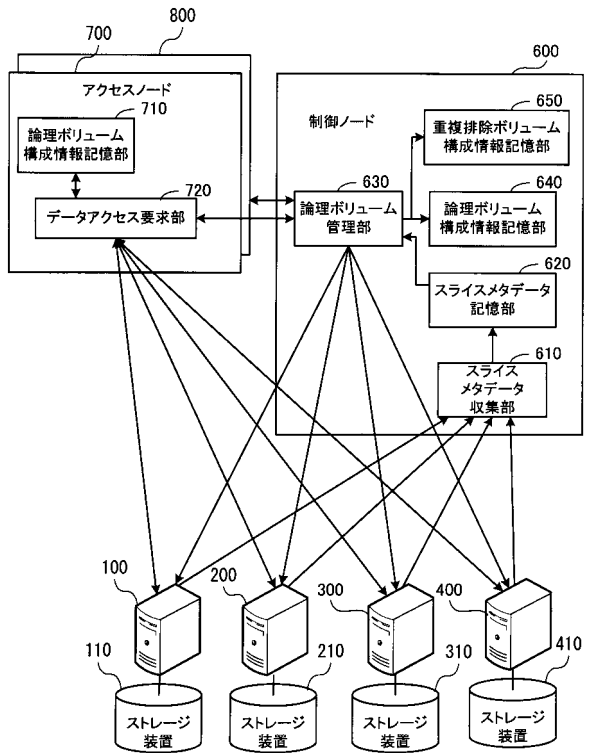 800
700
600
アクセスノード
710
論理ボリューム
構成情報記憶部
720
データアクセス要求部
制御ノード
650
重複排除ボリューム
構成情報記憶部
630
論理ボリューム
管理部
640
論理ボリューム
構成情報記憶部
620
スライスメタデータ
記憶部
610
スライス
メタデータ
収集部
100
200
300
400
110
210
310
410
ストレージ
装置
ストレージ
装置
ストレージ
装置
ストレージ
装置